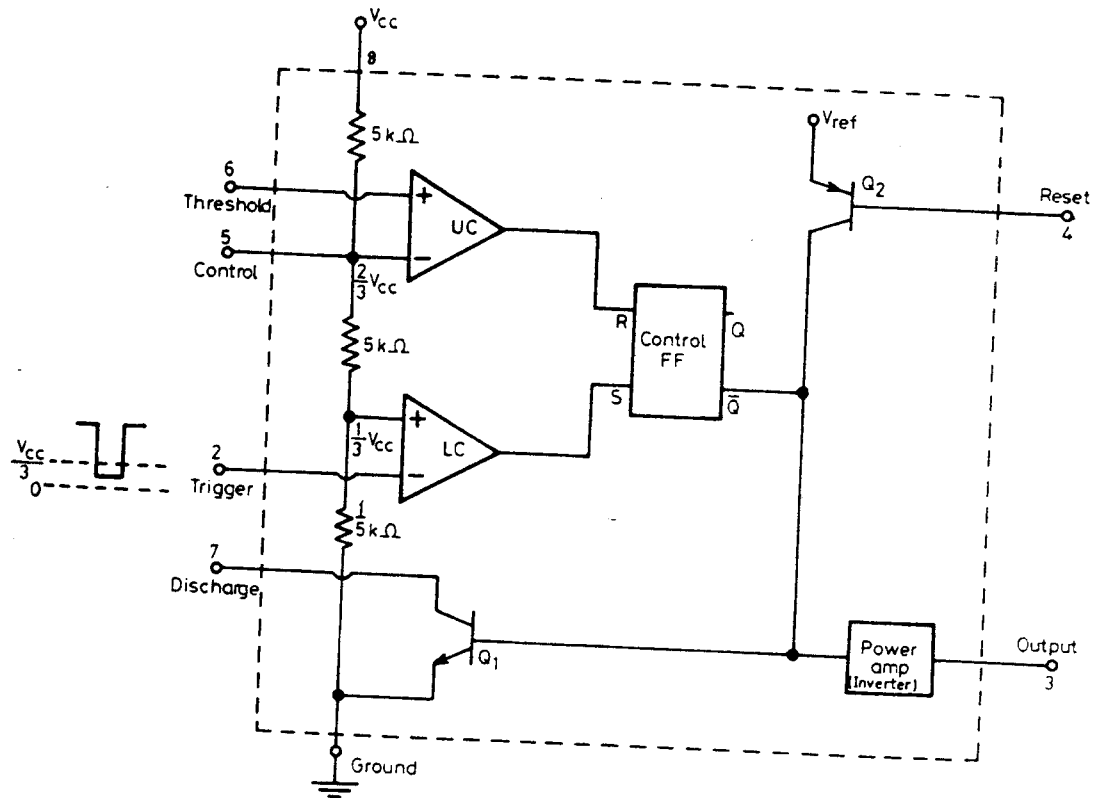 Vcc
8
5kΩ
Vref
6
Threshold
+
UC
Q2
Reset
4
5
Control
-
2/3 Vcc
R
Control
FF
Q
5kΩ
S
Q̄
+
1/3 Vcc
LC
Vcc/3
0
2
Trigger
-
1
5kΩ
7
Discharge
Q1
Power
amp
(Inverter)
Output
3
Ground